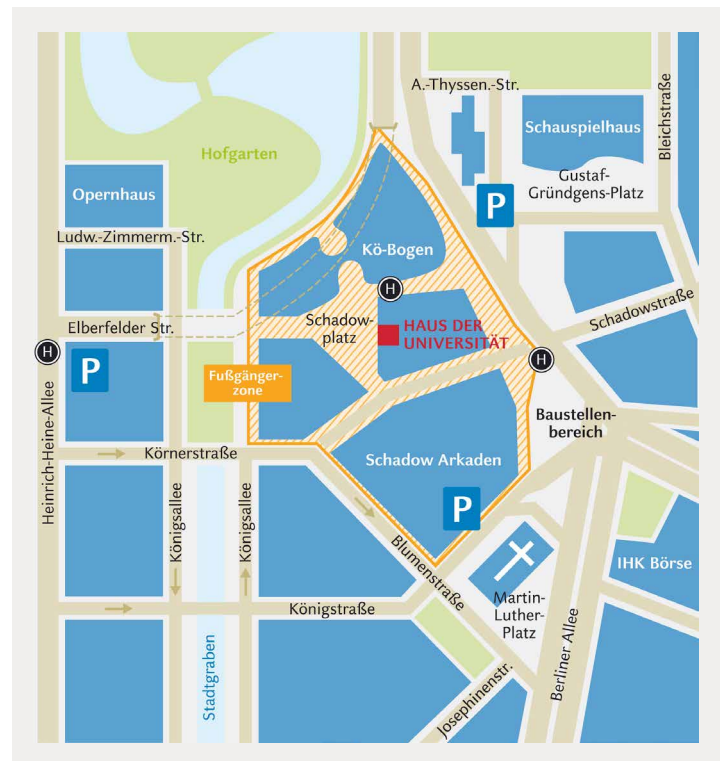 A.-Thyssen.-Str.
Bleichstraße
Schauspielhaus
Hofgarten
Gustaf-
Gründgens-Platz
Opernhaus
P
Ludw.-Zimmerm.-Str.
Kö-Bogen
H
Schadowstraße
Elberfelder Str.
Schadow-
platz
HAUS DER
UNIVERSITÄT
H
H
P
Fußgänger-
zone
Heinrich-Heine-Allee
Baustellen-
bereich
Körnerstraße
Schadow Arkaden
P
Königsallee
Königsallee
Blumenstraße
IHK Börse
Martin-
Luther-
Platz
Königstraße
Stadtgraben
Berliner Allee
Josephinenstr.